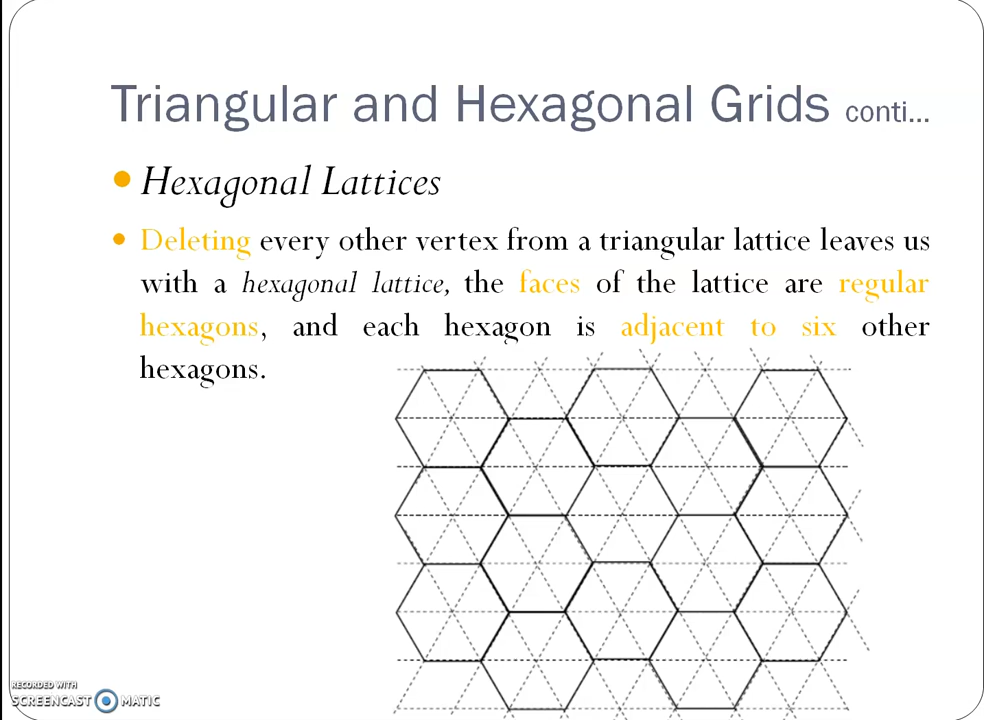 Triangular and Hexagonal Grids conti...
Hexagonal Lattices
Deleting every other vertex from a triangular lattice leaves us
with a hexagonal lattice, the faces of the lattice are regular
hexagons, and each hexagon is adjacent to six other
hexagons.
RECORDED WITH
SCREENCAST MATIC